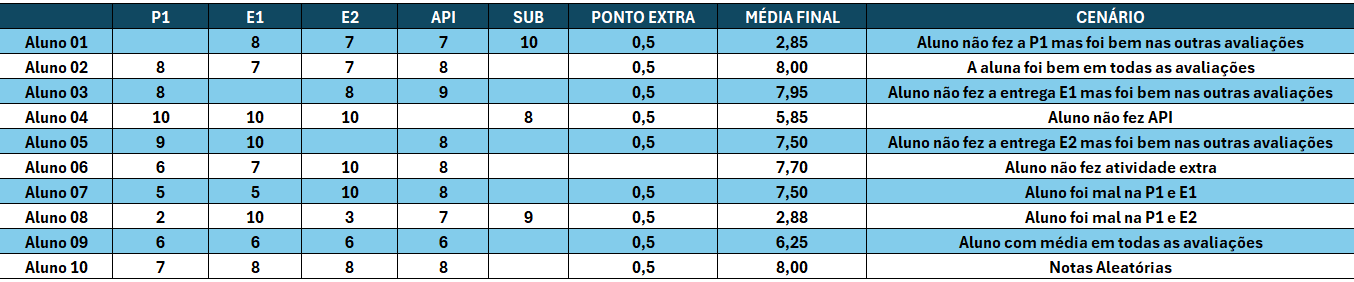 P1 E1 E2 API SUB PONTO EXTRA MÉDIA FINAL CENÁRIO
Aluno 01 8 7 7 10 0,5 2,85 Aluno não fez a P1 mas foi bem nas outras avaliações
Aluno 02 8 7 7 8 0,5 8,00 A aluna foi bem em todas as avaliações
Aluno 03 8 8 9 0,5 7,95 Aluno não fez a entrega E1 mas foi bem nas outras avaliações
Aluno 04 10 10 10 8 0,5 5,85 Aluno não fez API
Aluno 05 9 10 8 0,5 7,50 Aluno não fez a entrega E2 mas foi bem nas outras avaliações
Aluno 06 6 7 10 8 7,70 Aluno não fez atividade extra
Aluno 07 5 5 10 8 0,5 7,50 Aluno foi mal na P1 e E1
Aluno 08 2 10 3 7 9 0,5 2,88 Aluno foi mal na P1 e E2
Aluno 09 6 6 6 6 0,5 6,25 Aluno com média em todas as avaliações
Aluno 10 7 8 8 8 0,5 8,00 Notas Aleatórias